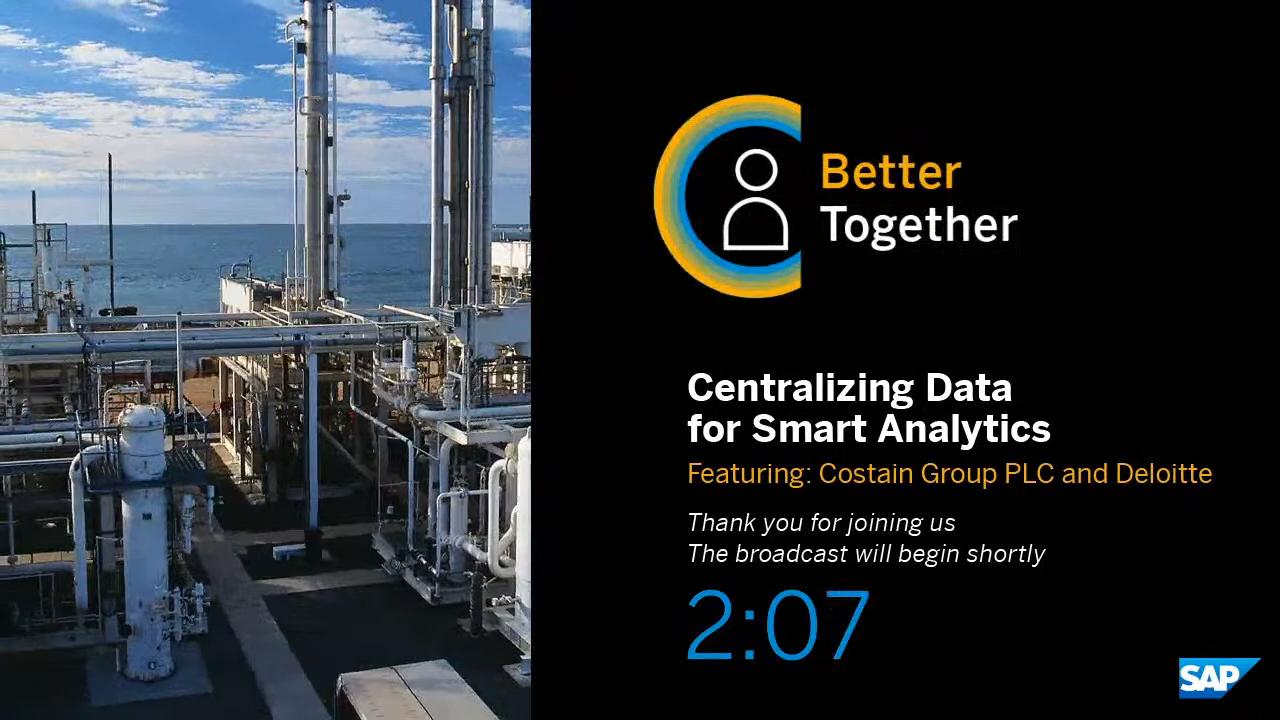 Better
Together
Centralizing Data
for Smart Analytics
Featuring: Costain Group PLC and Deloitte
Thank you for joining us
The broadcast will begin shortly
2:07
SAP